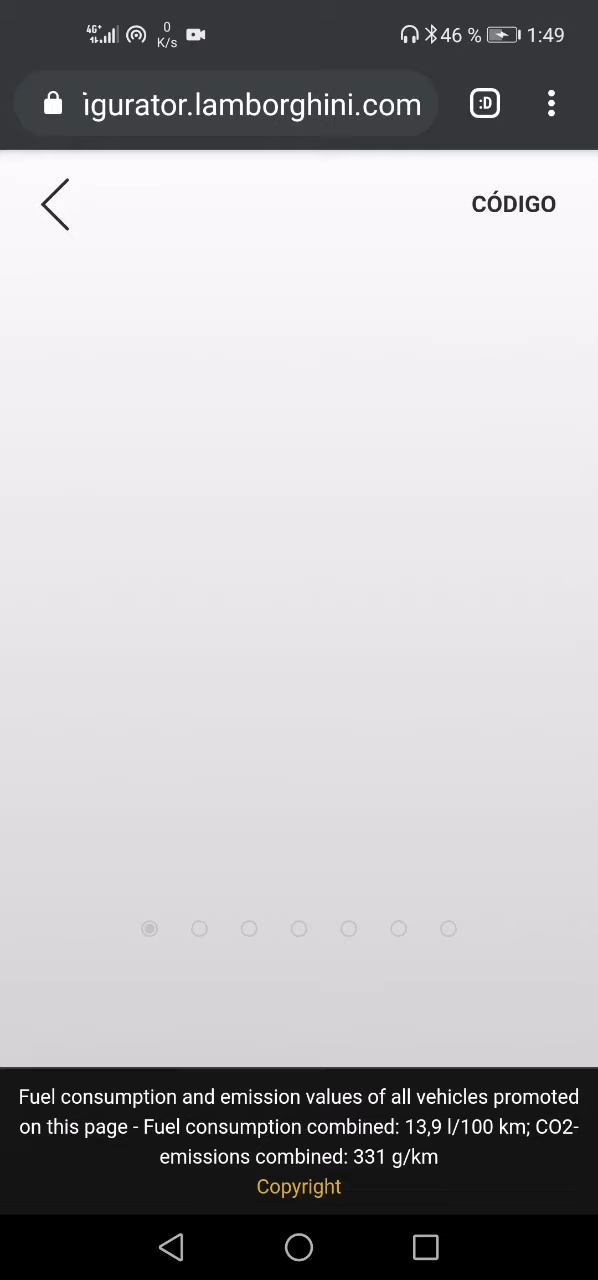 4G+ 0 K/s 46 % 1:49
igurator.lamborghini.com :D
CÓDIGO
Fuel consumption and emission values of all vehicles promoted
on this page - Fuel consumption combined: 13,9 l/100 km; CO2-
emissions combined: 331 g/km
Copyright